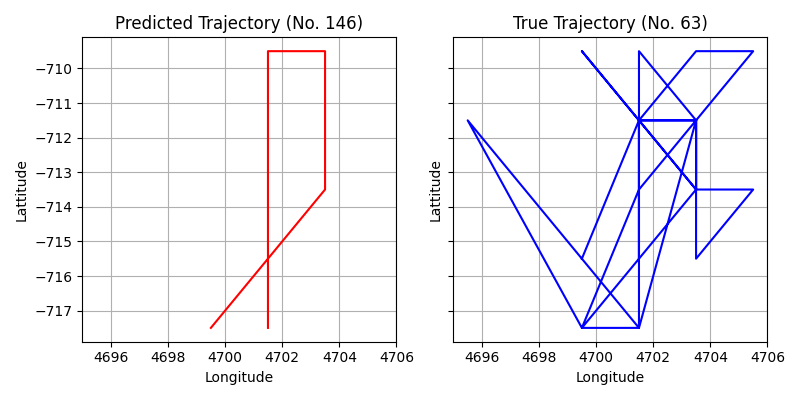 Predicted Trajectory (No. 146)
True Trajectory (No. 63)
−710
−711
−712
−713
−714
−715
−716
−717
Lattitude
Lattitude
4696 4698 4700 4702 4704 4706
4696 4698 4700 4702 4704 4706
Longitude
Longitude